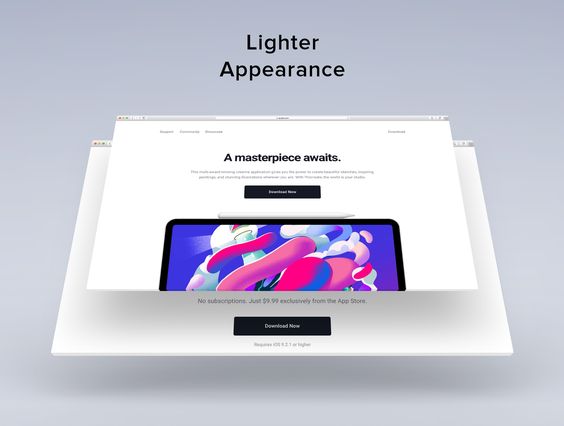 Lighter
Appearance
Support Community Showcase Download
A masterpiece awaits.
This multi-award winning creative application gives you the power to create beautiful sketches, inspiring
paintings, and stunning illustrations wherever you are. With Procreate, the world is your studio.
Download Now
No subscriptions. Just $9.99 exclusively from the App Store.
Download Now
Requires iOS 9.2.1 or higher